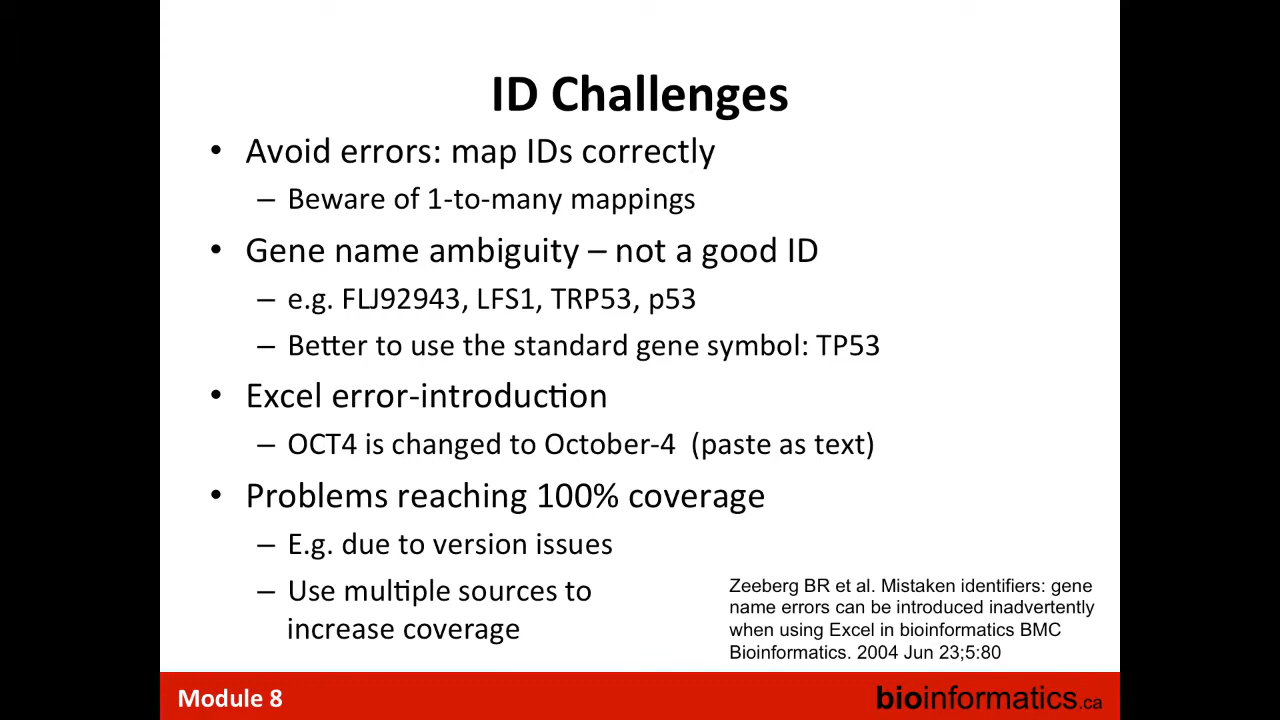 ID Challenges
• Avoid errors: map IDs correctly
– Beware of 1-to-many mappings
• Gene name ambiguity – not a good ID
– e.g. FLJ92943, LFS1, TRP53, p53
– Better to use the standard gene symbol: TP53
• Excel error-introduction
– OCT4 is changed to October-4 (paste as text)
• Problems reaching 100% coverage
– E.g. due to version issues
– Use multiple sources to
increase coverage
Zeeberg BR et al. Mistaken identifiers: gene
name errors can be introduced inadvertently
when using Excel in bioinformatics BMC
Bioinformatics. 2004 Jun 23;5:80
Module 8
bioinformatics.ca